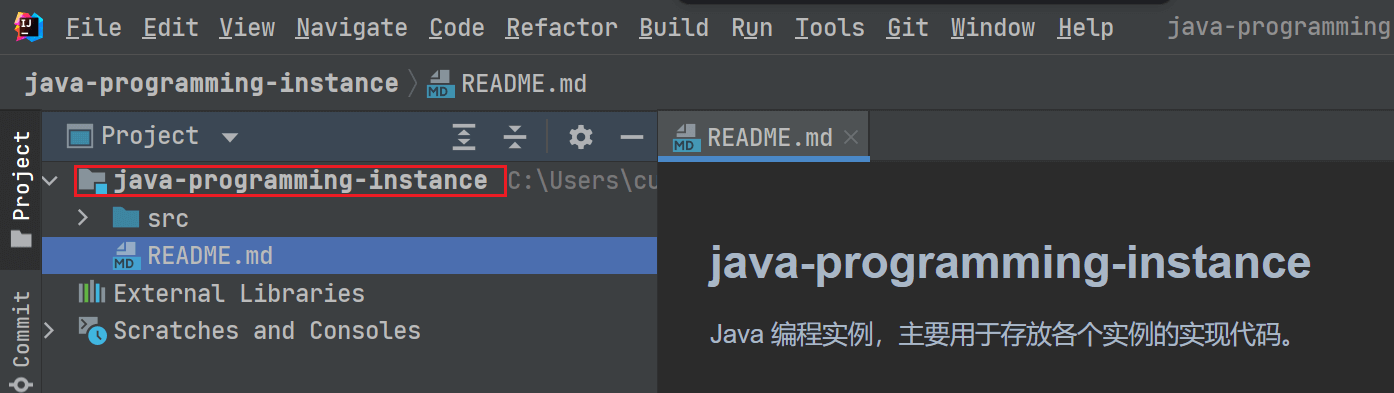 File Edit View Navigate Code Refactor Build Run Tools Git Window Help java-programming
java-programming-instance README.md
Project
Project
README.md
java-programming-instance C:\Users\cu
src
README.md
External Libraries
Scratches and Consoles
Commit
java-programming-instance
Java 编程实例，主要用于存放各个实例的实现代码。